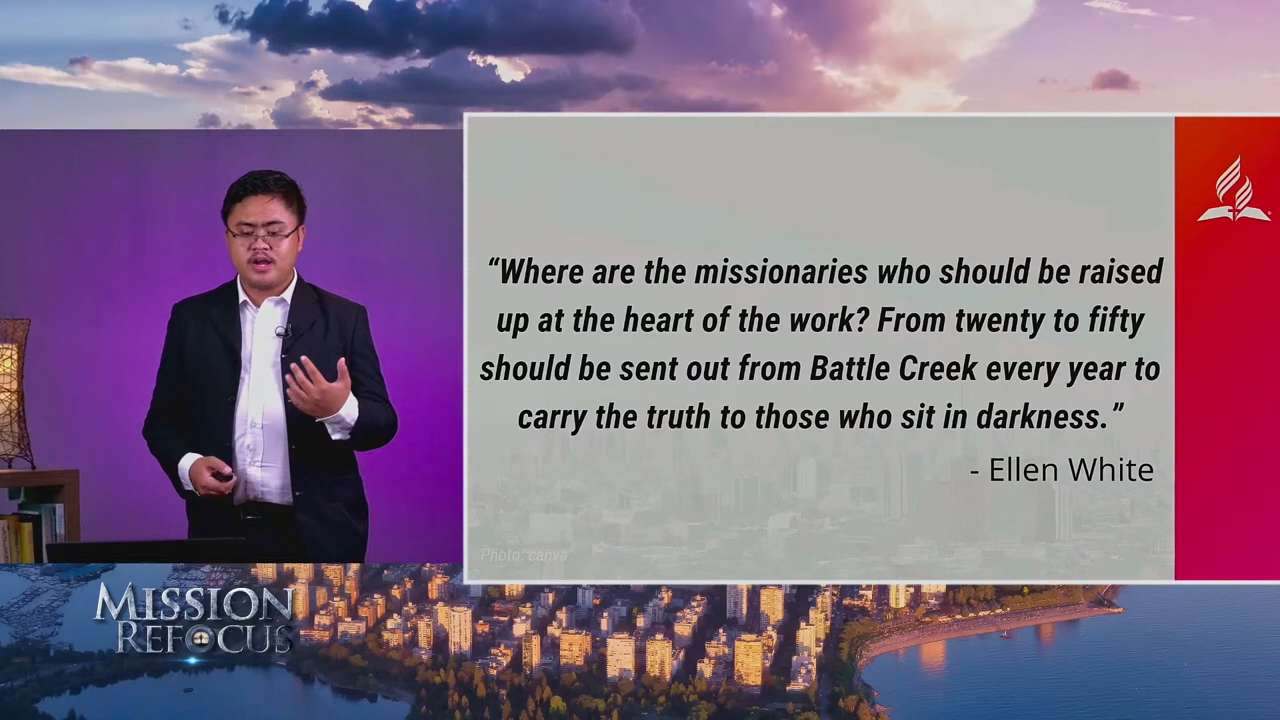 “Where are the missionaries who should be raised
up at the heart of the work? From twenty to fifty
should be sent out from Battle Creek every year to
carry the truth to those who sit in darkness.”
- Ellen White
Photo: canva
MISSION
REFOCUS